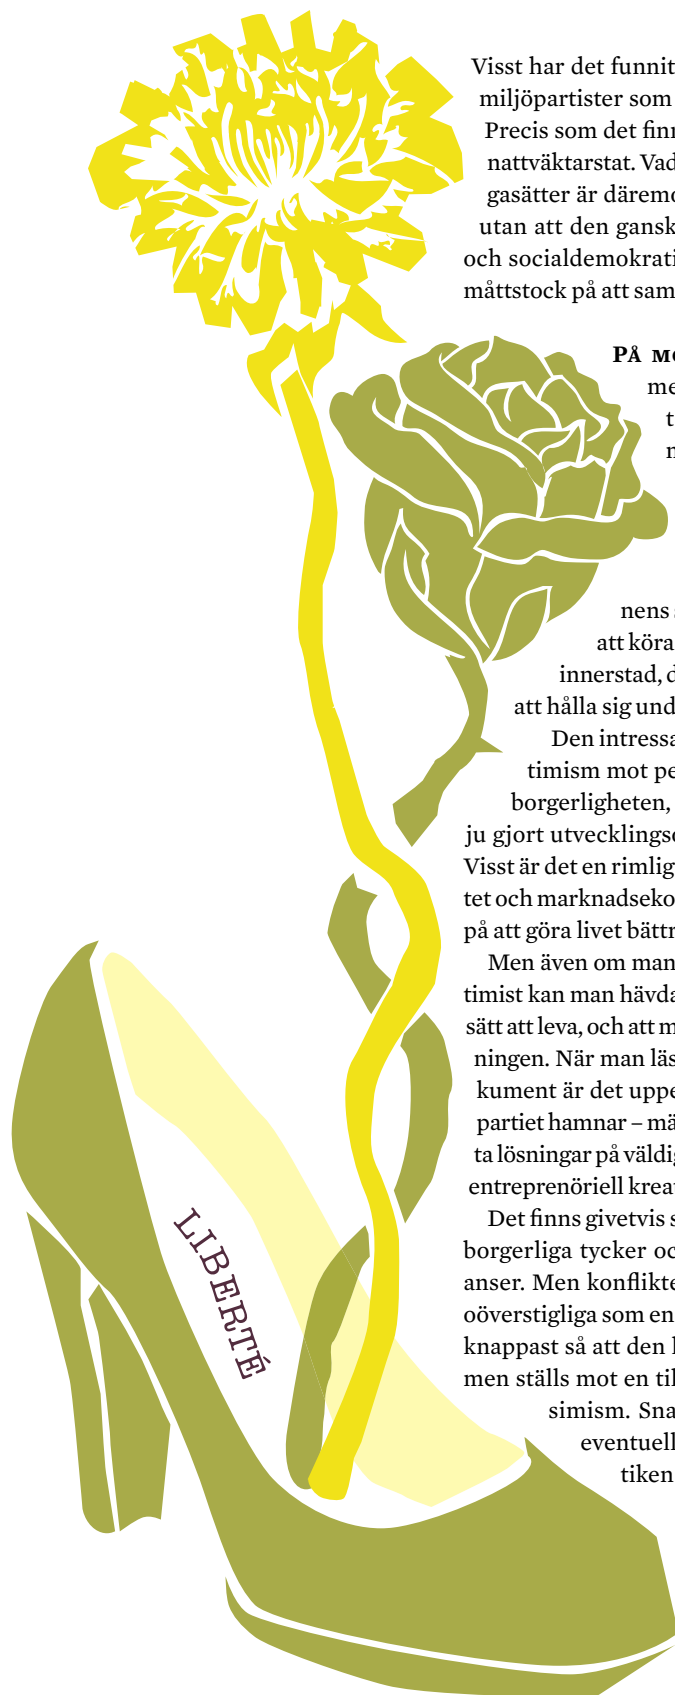 Visst har det funnit
miljöpartister som
Precis som det finn
nattväktarstat. Vad
gasätter är däremo
utan att den gansk
och socialdemokrati
måttstock på att sam
PÅ MO
me
t
n
nens s
att köra
innerstad, d
att hålla sig und
Den intressa
timism mot pe
borgerligheten,
ju gjort utvecklingso
Visst är det en rimlig
tet och marknadseko
på att göra livet bättr
Men även om man
timist kan man hävda
sätt att leva, och att m
ningen. När man läs
kument är det uppe
partiet hamnar – mä
ta lösningar på väldig
entreprenöriell krea
Det finns givetvis s
borgerliga tycker oc
anser. Men konflikte
oöverstigliga som en
knappast så att den l
men ställs mot en til
simism. Sna
eventuell
tiken
LIBERTÉ